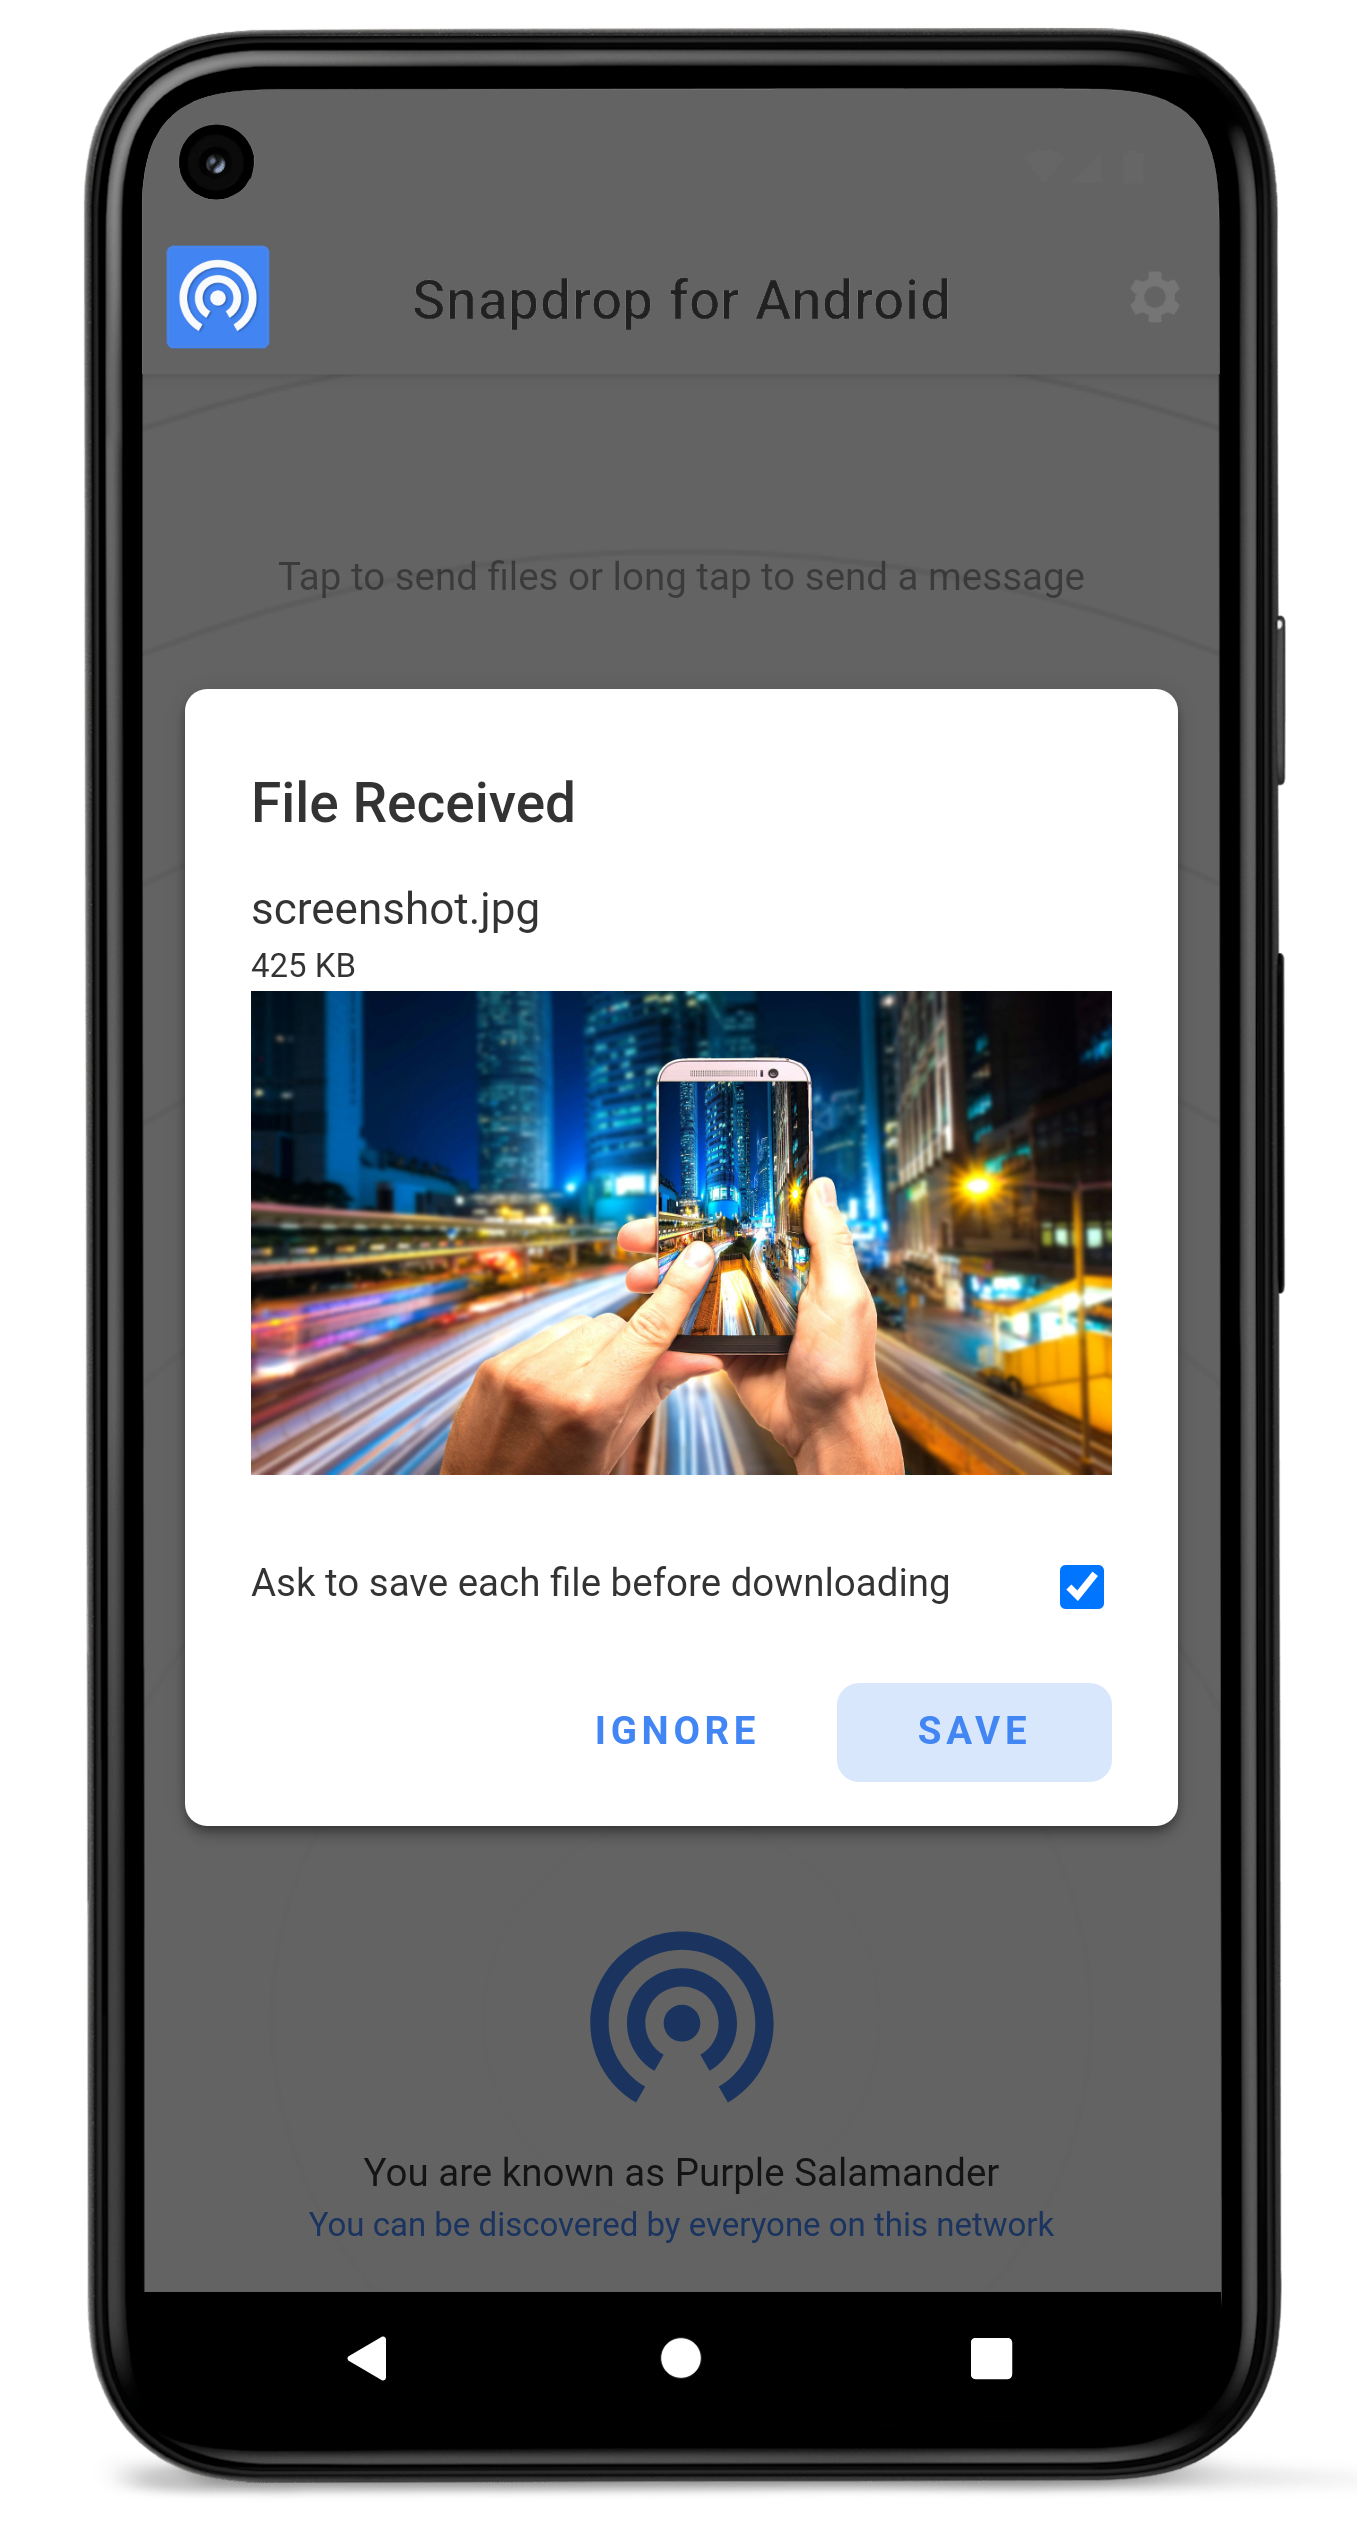 Snapdrop for Android
Tap to send files or long tap to send a message
File Received
screenshot.jpg
425 KB
Ask to save each file before downloading
IGNORE
SAVE
You are known as Purple Salamander
You can be discovered by everyone on this network